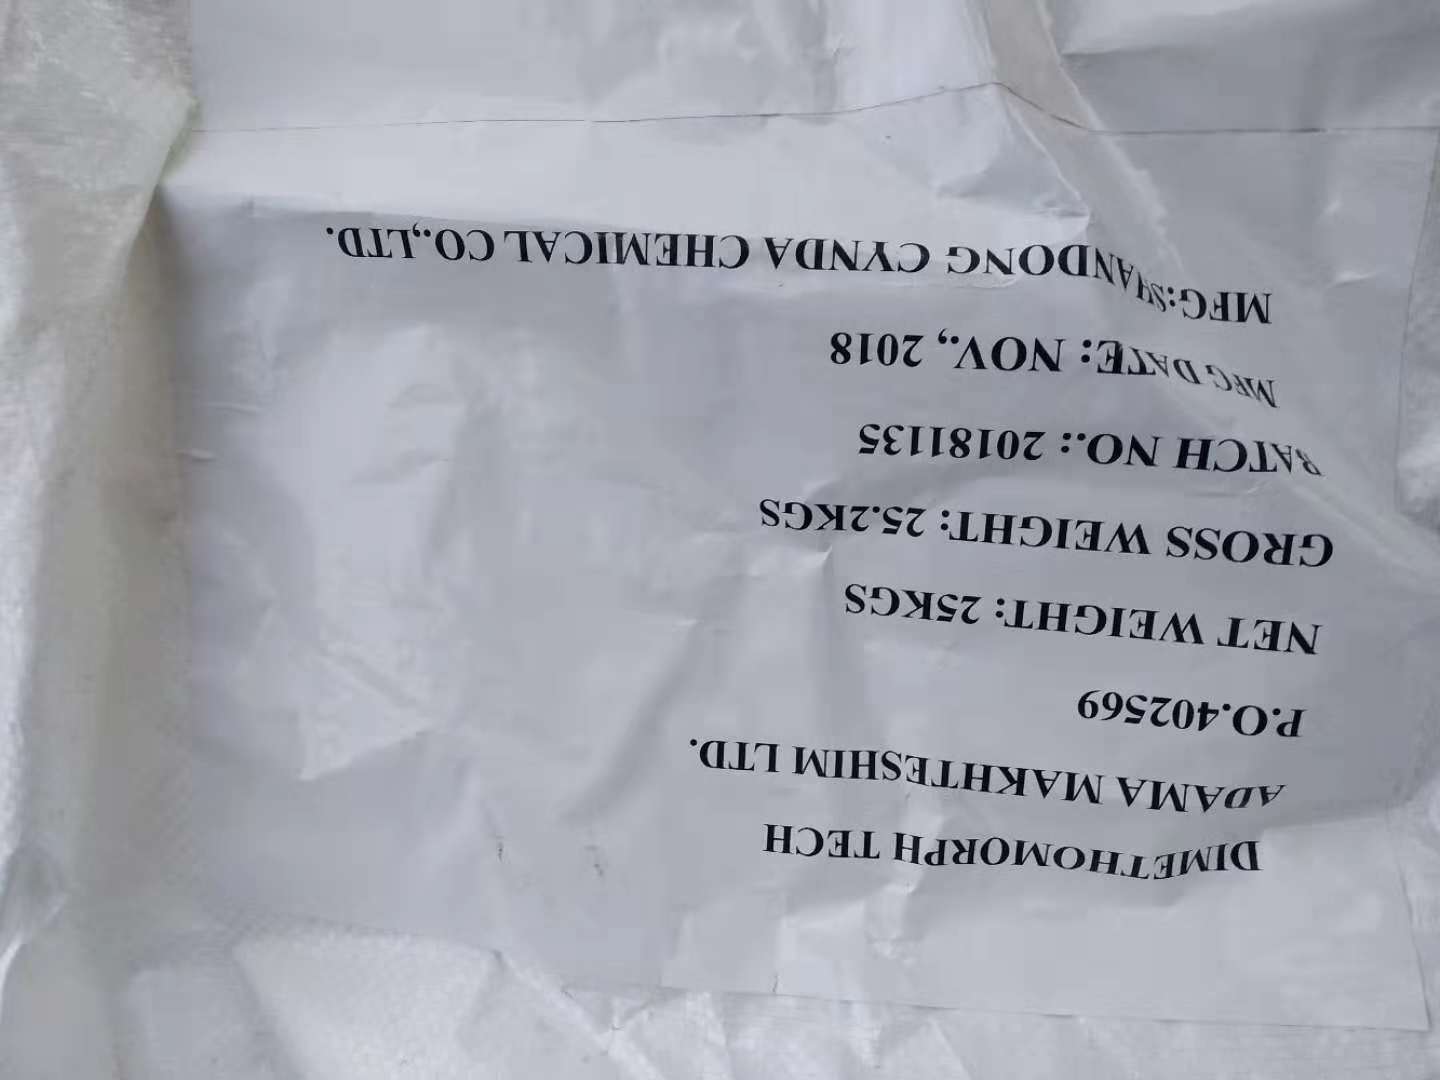 DIMETHOMORPH TECH
ADAMA MAKHTESHIM LTD.
P.O.402569
NET WEIGHT: 25KGS
GROSS WEIGHT: 25.2KGS
BATCH NO.: 20181135
MFG DATE: NOV., 2018
MFG:SHANDONG CYNDA CHEMICAL CO.,LTD.